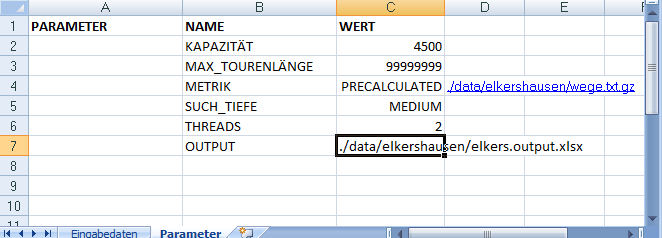 A B C D E F
1 PARAMETER NAME WERT
2 KAPAZITÄT 4500
3 MAX_TOURENLÄNGE 99999999
4 METRIK PRECALCULATED ./data/elkershausen/wege.txt.gz
5 SUCH_TIEFE MEDIUM
6 THREADS 2
7 OUTPUT ./data/elkershausen/elkers.output.xlsx
8
9
10
11
Eingabedaten Parameter